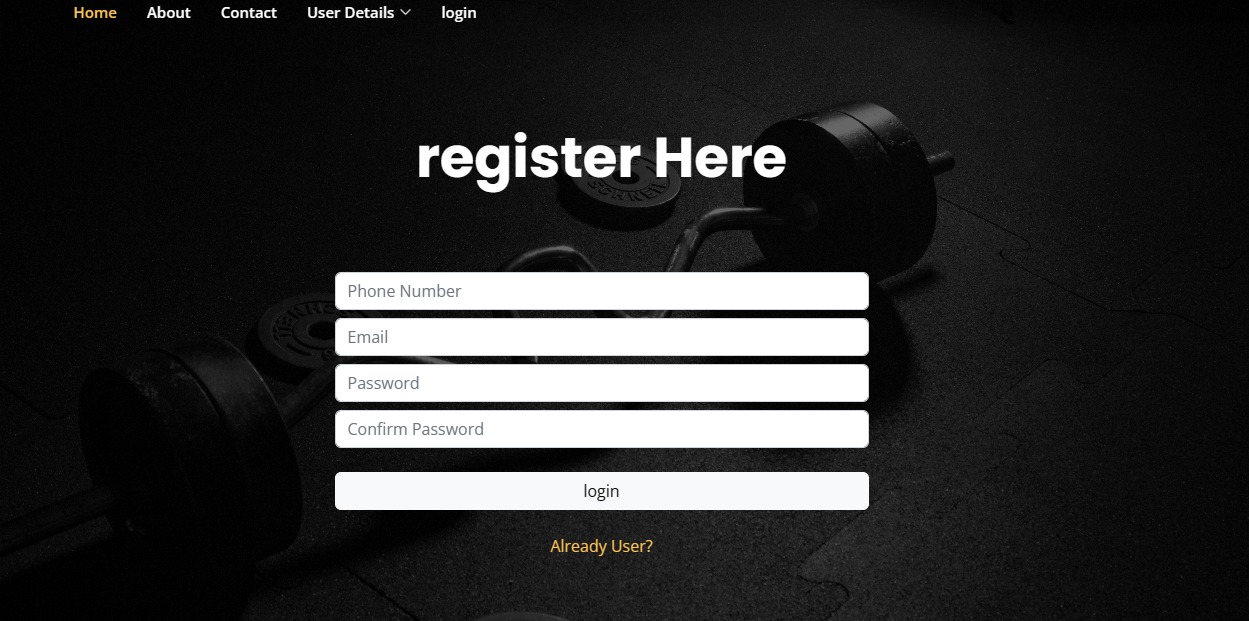 Home About Contact User Details login
register Here
Phone Number
Email
Password
Confirm Password
login
Already User?